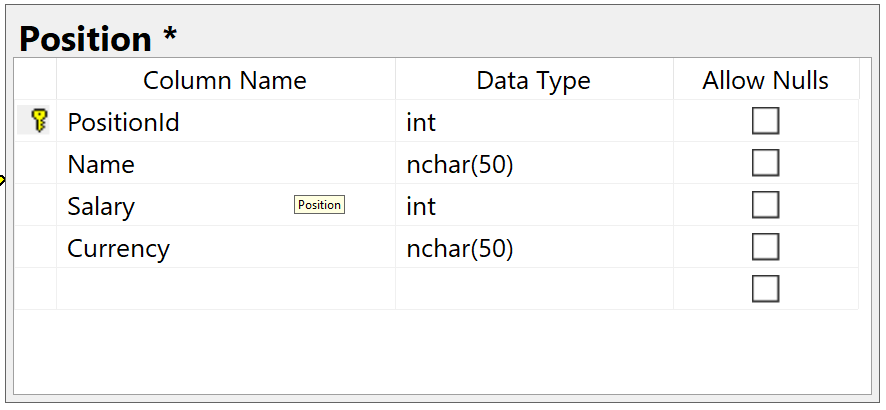 Position *
Column Name Data Type Allow Nulls
PositionId int
Name nchar(50)
Salary Position int
Currency nchar(50)